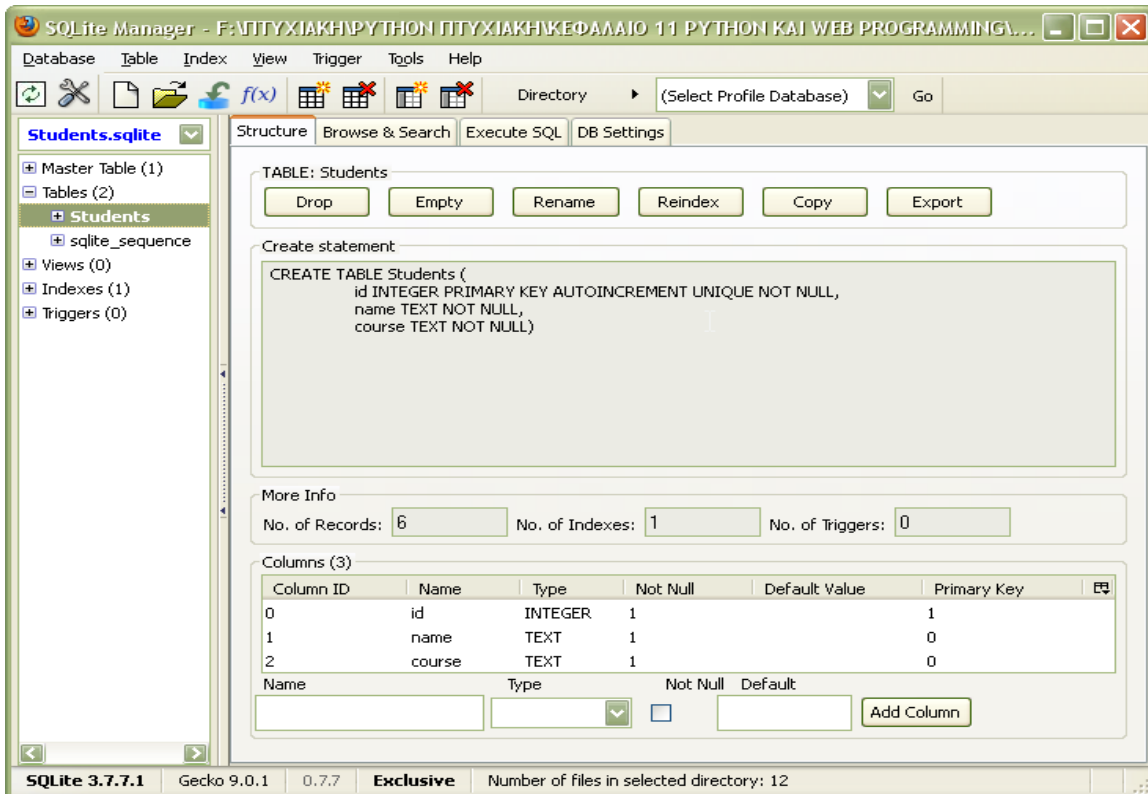 SQLite Manager - F:\ΠΤΥΧΙΑΚΗ\PYTHON ΠΤΥΧΙΑΚΗ\ΚΕΦΑΛΑΙΟ 11 PYTHON ΚΑΙ WEB PROGRAMMING\...
Database Table Index View Trigger Tools Help
f(x) Directory (Select Profile Database) Go
Students.sqlite
Master Table (1)
Tables (2)
Students
sqlite_sequence
Views (0)
Indexes (1)
Triggers (0)
Structure Browse & Search Execute SQL DB Settings
TABLE: Students
Drop Empty Rename Reindex Copy Export
Create statement
CREATE TABLE Students (
id INTEGER PRIMARY KEY AUTOINCREMENT UNIQUE NOT NULL,
name TEXT NOT NULL,
course TEXT NOT NULL)
More Info
No. of Records: 6 No. of Indexes: 1 No. of Triggers: 0
Columns (3)
Column ID Name Type Not Null Default Value Primary Key
0 id INTEGER 1 1
1 name TEXT 1 0
2 course TEXT 1 0
Name Type Not Null Default
Add Column
SQLite 3.7.7.1 Gecko 9.0.1 0.7.7 Exclusive Number of files in selected directory: 12